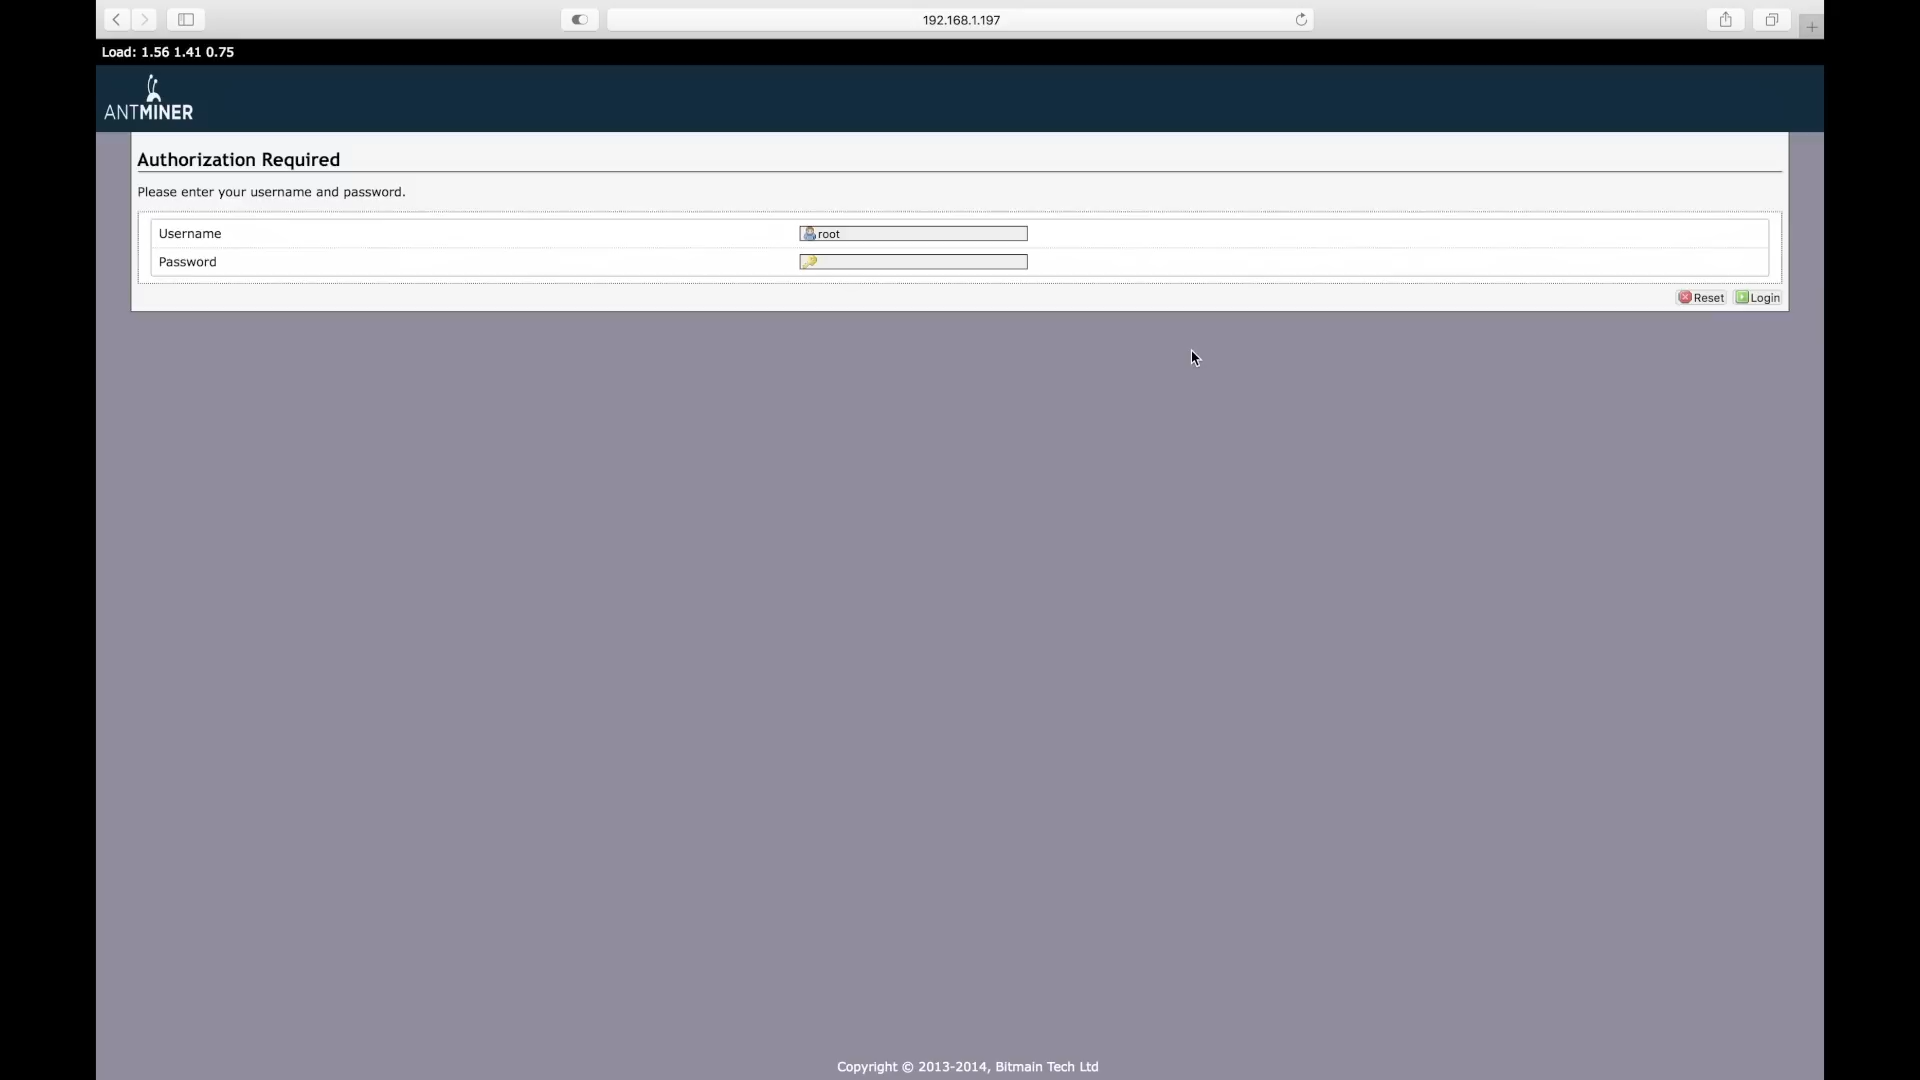 192.168.1.197
Load: 1.56 1.41 0.75
ANTMINER
Authorization Required
Please enter your username and password.
Username root
Password
Reset Login
Copyright © 2013-2014, Bitmain Tech Ltd